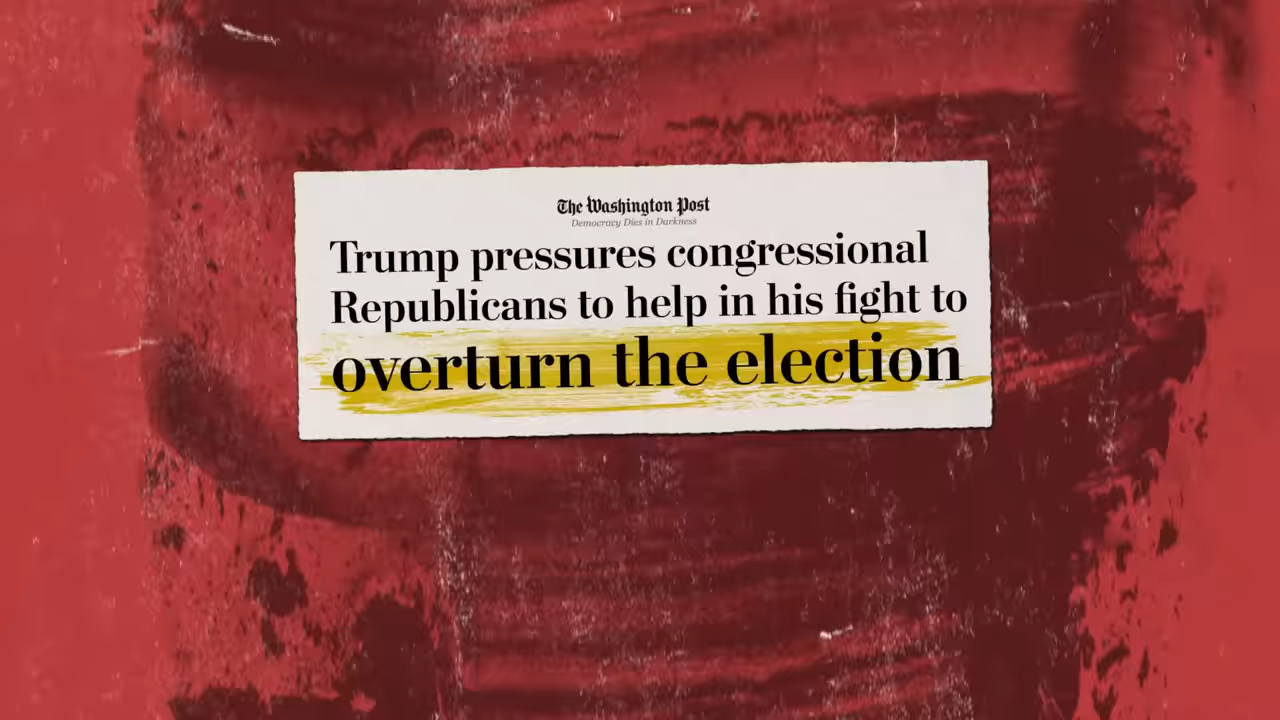 The Washington Post
Democracy Dies in Darkness
Trump pressures congressional
Republicans to help in his fight to
overturn the election